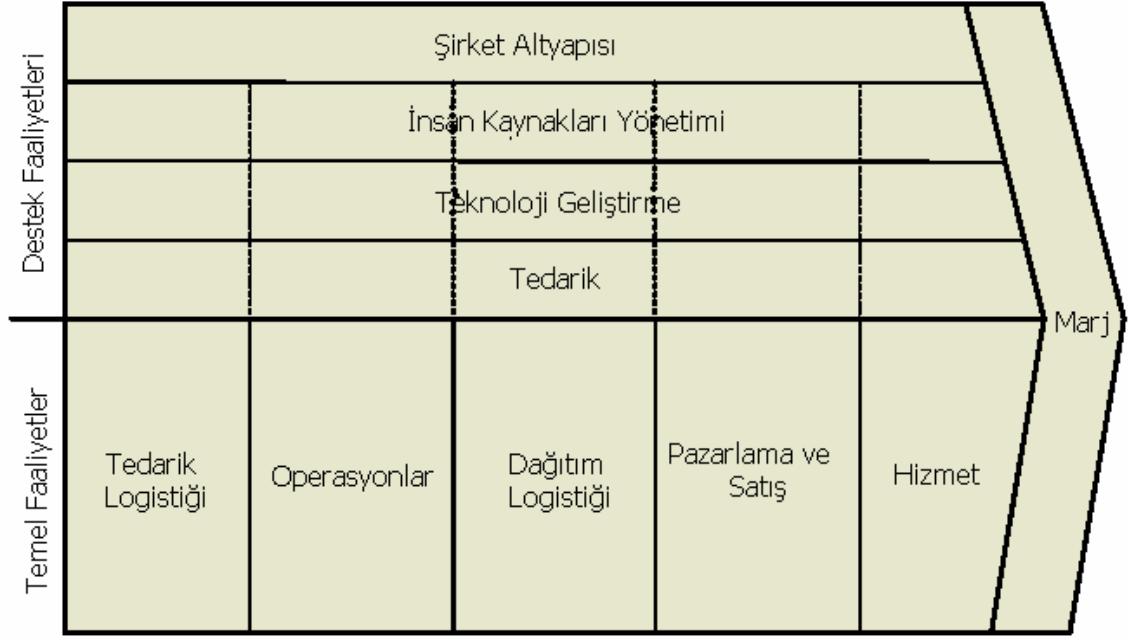 Destek Faaliyetleri
Şirket Altyapısı
İnsan Kaynakları Yönetimi
Teknoloji Geliştirme
Tedarik
Marj
Temel Faaliyetler
Tedarik
Logistiği
Operasyonlar
Dağıtım
Logistiği
Pazarlama ve
Satış
Hizmet